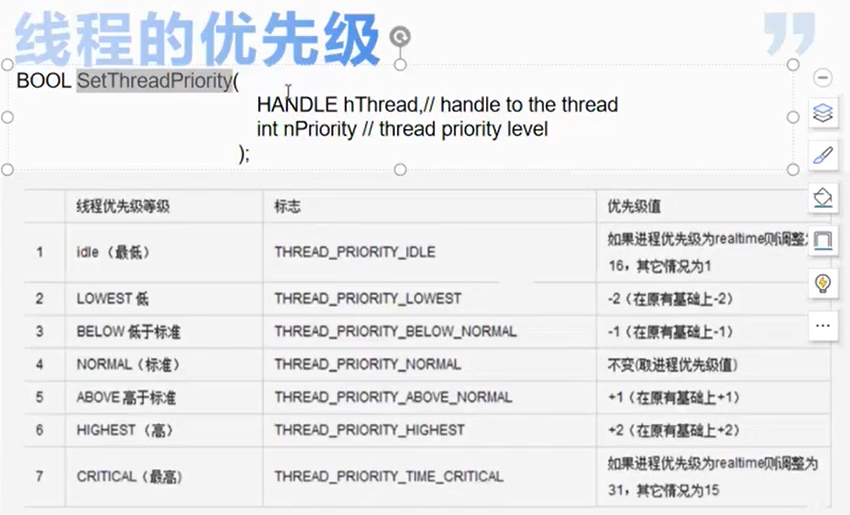 线程的优先级
BOOL SetThreadPriority(
HANDLE hThread,// handle to the thread
int nPriority // thread priority level
);
线程优先级等级 标志 优先级值
1 idle（最低） THREAD_PRIORITY_IDLE 如果进程优先级为realtime则调整
16，其它情况为1
2 LOWEST 低 THREAD_PRIORITY_LOWEST -2（在原有基础上-2）
3 BELOW 低于标准 THREAD_PRIORITY_BELOW_NORMAL -1（在原有基础上-1）
4 NORMAL（标准） THREAD_PRIORITY_NORMAL 不变(取进程优先级值)
5 ABOVE 高于标准 THREAD_PRIORITY_ABOVE_NORMAL +1（在原有基础上+1）
6 HIGHEST（高） THREAD_PRIORITY_HIGHEST +2（在原有基础上+2）
7 CRITICAL（最高） THREAD_PRIORITY_TIME_CRITICAL 如果进程优先级为realtime则调整为
31，其它情况为15